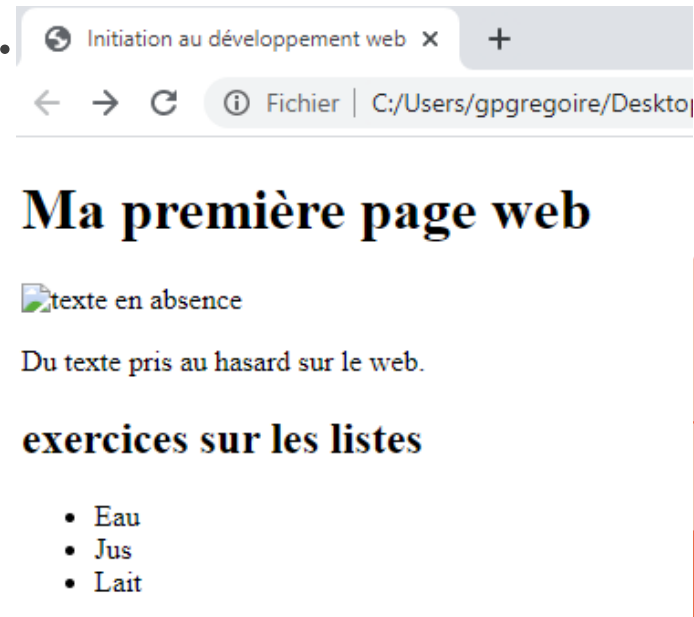 Initiation au développement web
Fichier C:/Users/gpgregoire/Desktop
Ma première page web
texte en absence
Du texte pris au hasard sur le web.
exercices sur les listes
Eau
Jus
Lait